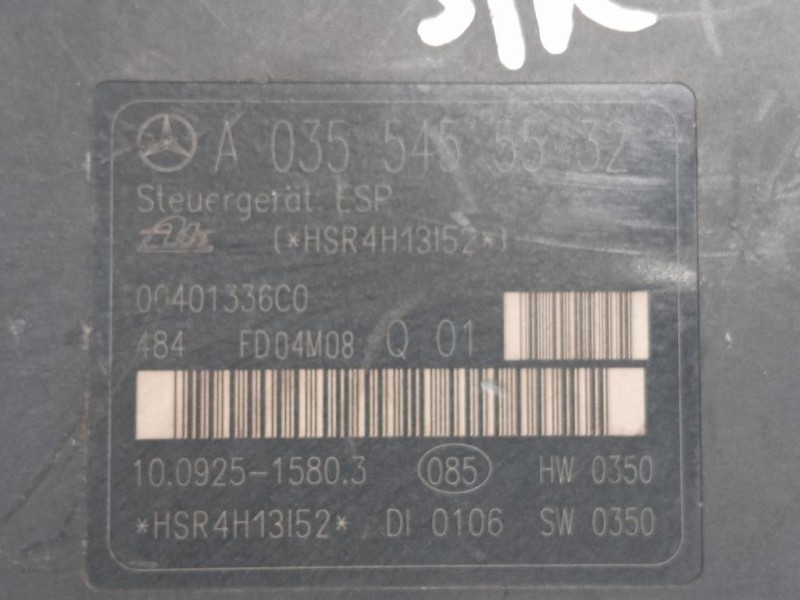 A 035 545 55 32
Steuergerät ESP
ATE (*HSR4H13I52*)
00401336C0
484 FD04M08 Q 01
10.0925-1580.3 085 HW 0350
*HSR4H13I52* DI 0106 SW 0350